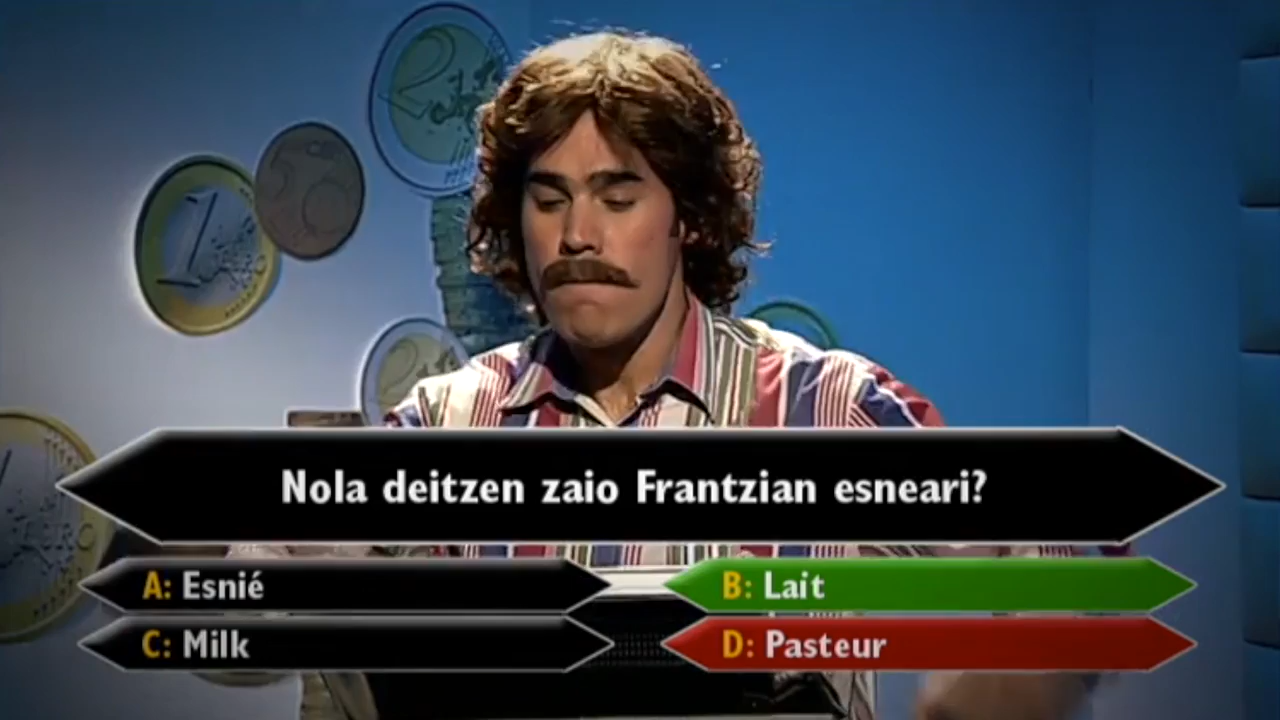 Nola deitzen zaio Frantzian esneari?
A: Esnié
B: Lait
C: Milk
D: Pasteur